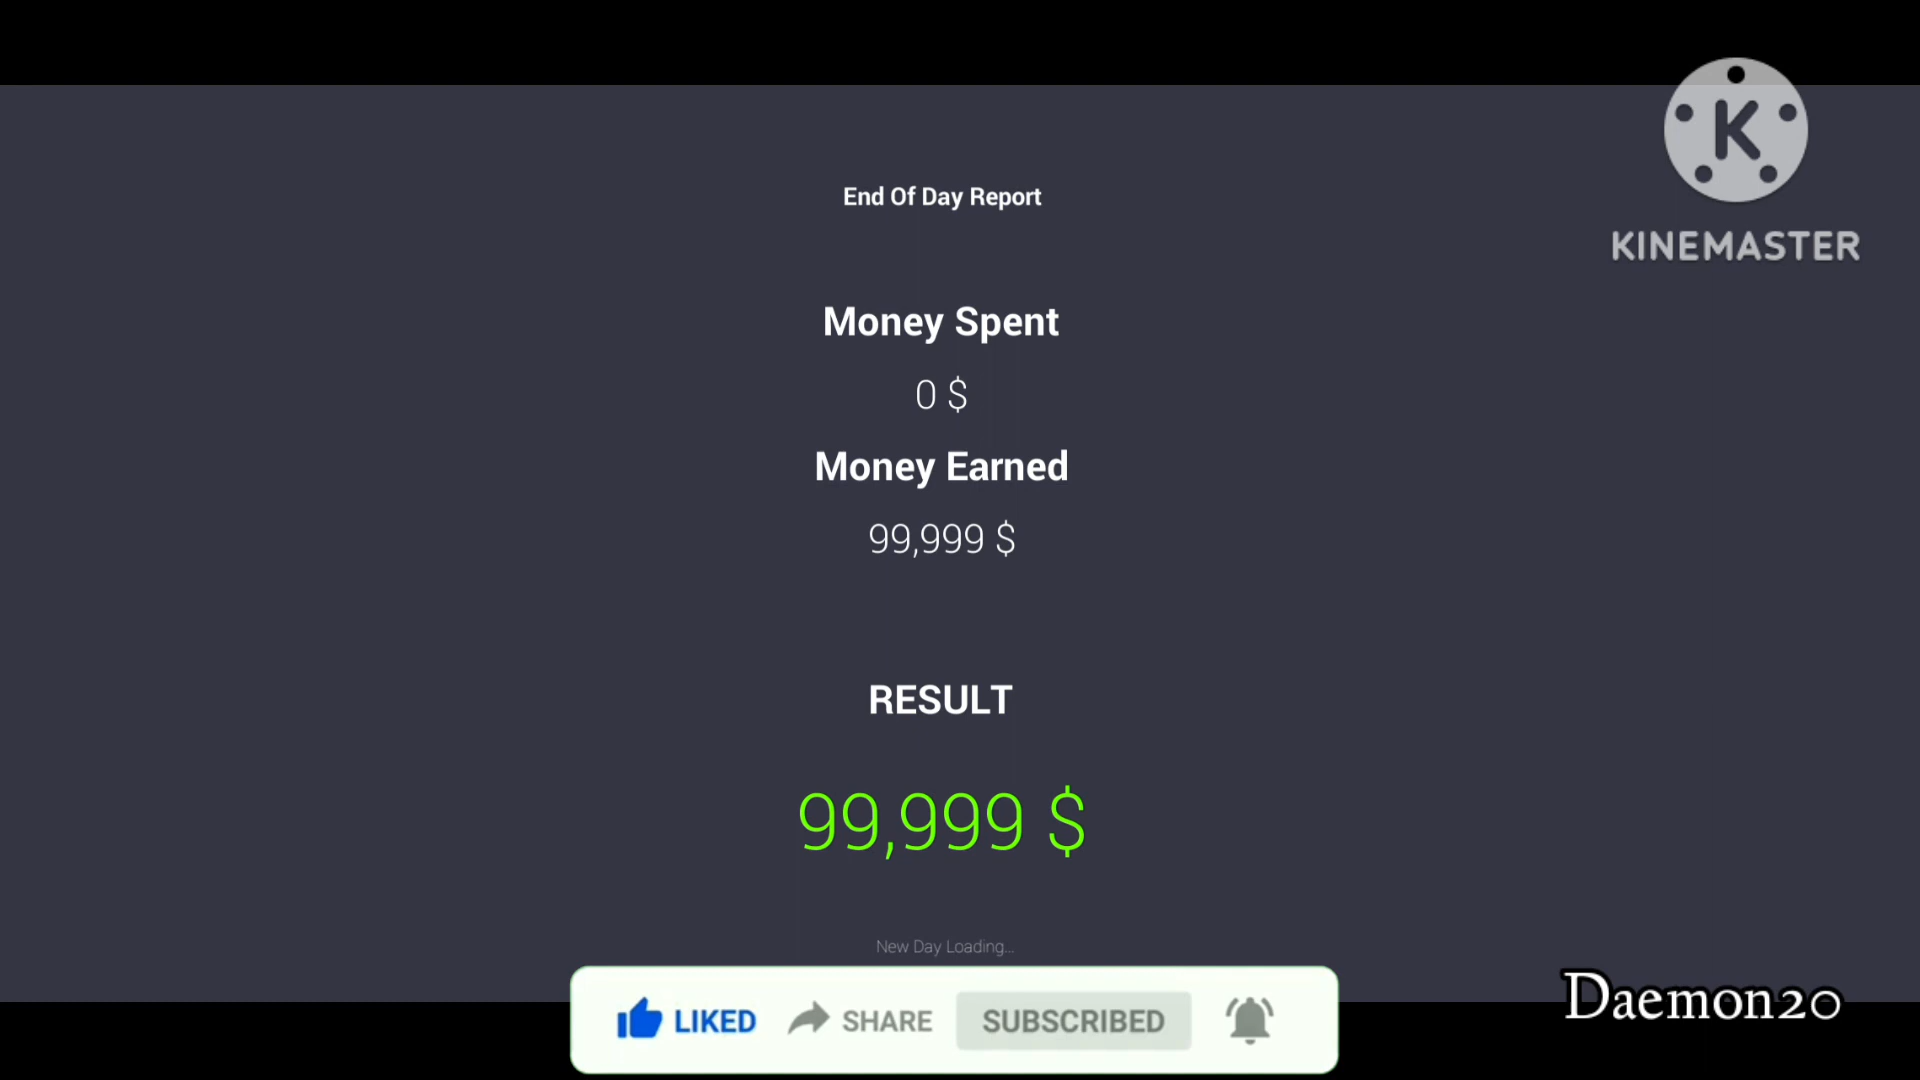 End Of Day Report
K
KINEMASTER
Money Spent
0 $
Money Earned
99,999 $
RESULT
99,999 $
New Day Loading...
LIKED SHARE SUBSCRIBED
Daemon20